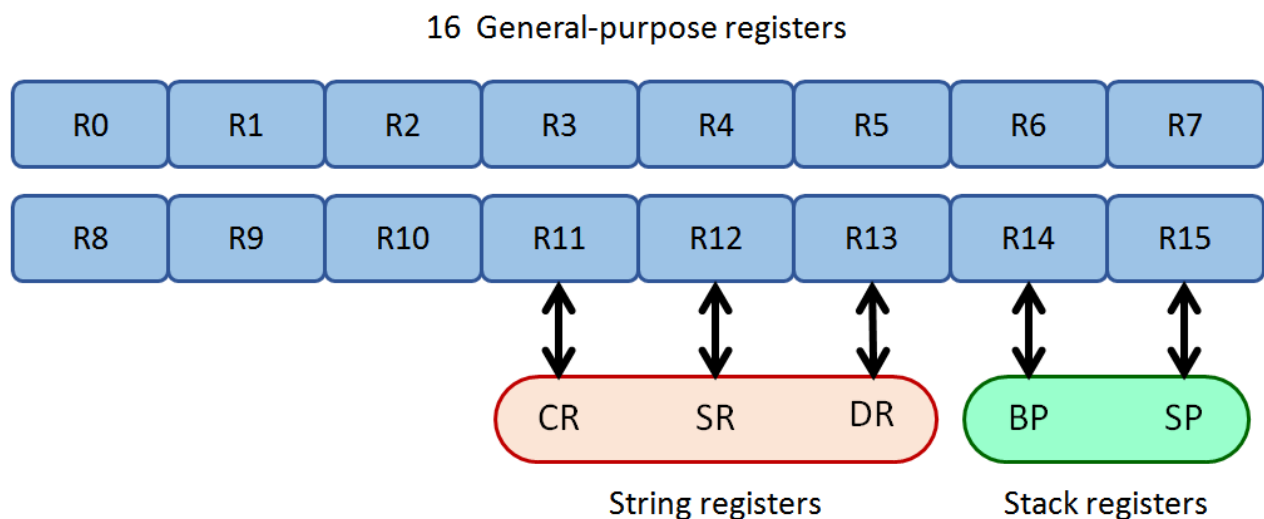 16 General-purpose registers
R0 R1 R2 R3 R4 R5 R6 R7
R8 R9 R10 R11 R12 R13 R14 R15
CR SR DR BP SP
String registers Stack registers